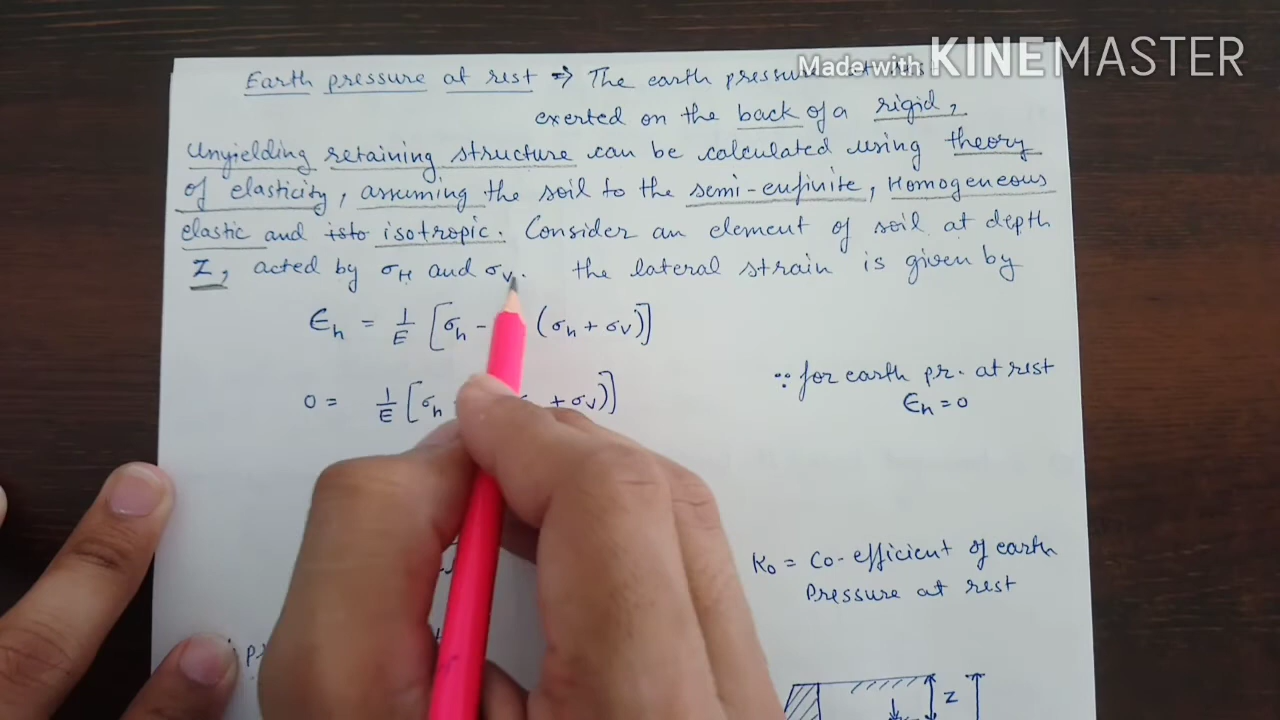 Made with KINEMASTER
Earth pressure at rest ⇒ The earth pressure
exerted on the back of a rigid,
Unyielding retaining structure can be calculated using theory
of elasticity, assuming the soil to the semi-enfinite, Homogeneous
elastic and isto isotropic. Consider an element of soil at depth
Z, acted by σH and σv. the lateral strain is given by
ϵh = 1/E [σh - (σh + σv)]
0 = 1/E [σh + σv)]
∵ for earth pr. at rest
ϵh = 0
K0 = Co-efficient of earth
Pressure at rest
Z